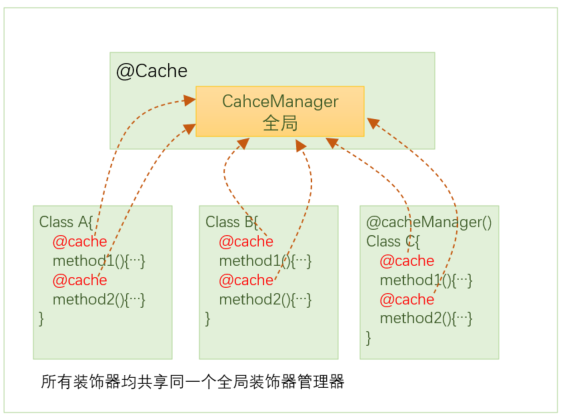 @Cache
CahceManager
全局
Class A{
@cache
method1(){···}
@cache
method2(){···}
}
Class B{
@cache
method1(){···}
@cache
method2(){···}
}
@cacheManager()
Class C{
@cache
method1(){···}
@cache
method2(){···}
}
所有装饰器均共享同一个全局装饰器管理器